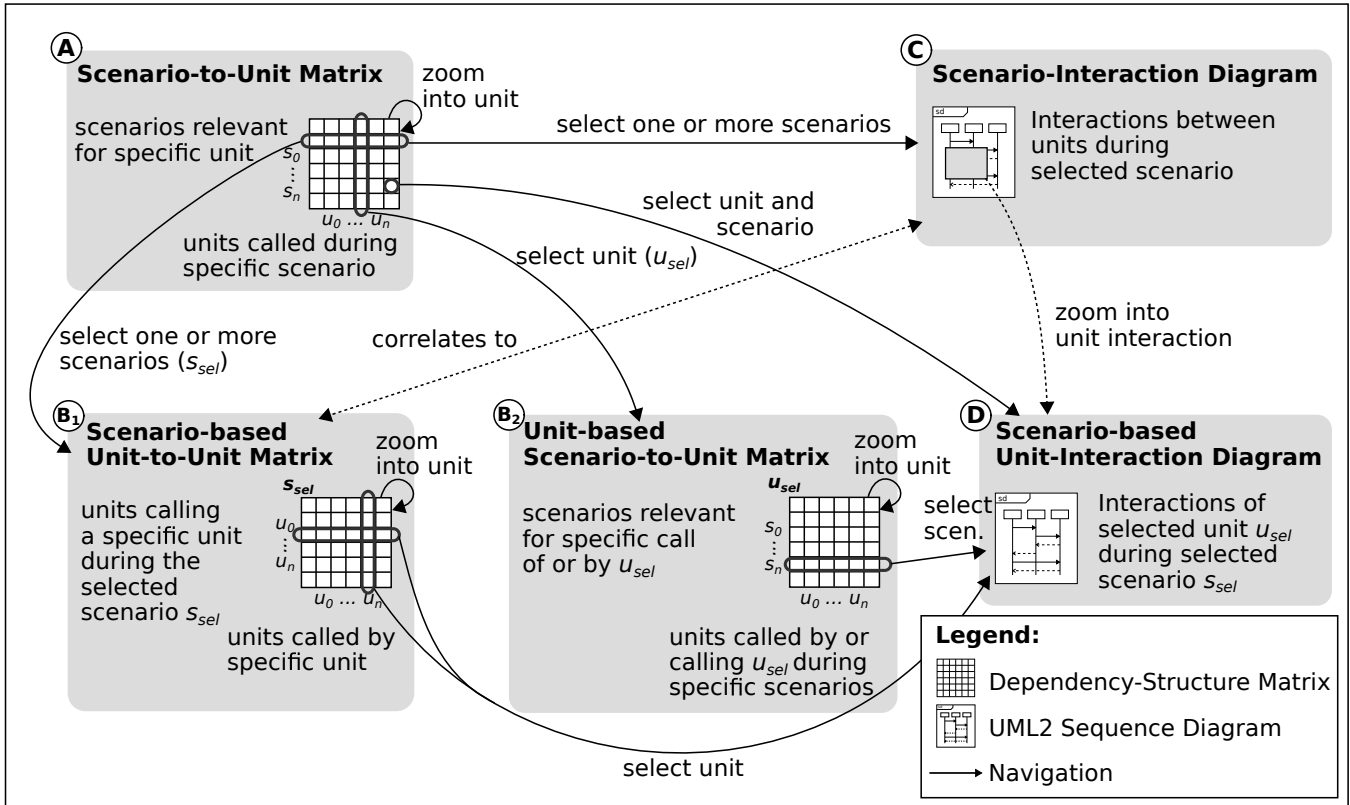 A
Scenario-to-Unit Matrix
zoom
into unit
scenarios relevant
for specific unit
s0
...
sn
u0 ... un
units called during
specific scenario
select one or more scenarios
C
Scenario-Interaction Diagram
sd
Interactions between
units during
selected scenario
select unit and
scenario
select unit (usel)
zoom into
unit interaction
select one or more
scenarios (ssel)
correlates to
B1
Scenario-based
Unit-to-Unit Matrix
zoom
into unit
ssel
units calling
a specific unit
during the
selected
scenario ssel
u0
...
un
u0 ... un
units called by
specific unit
B2
Unit-based
Scenario-to-Unit Matrix
zoom
into unit
usel
scenarios relevant
for specific call
of or by usel
s0
...
sn
u0 ... un
units called by or
calling usel during
specific scenarios
select
scen.
D
Scenario-based
Unit-Interaction Diagram
sd
Interactions of
selected unit usel
during selected
scenario ssel
select unit
Legend:
Dependency-Structure Matrix
sd
UML2 Sequence Diagram
Navigation